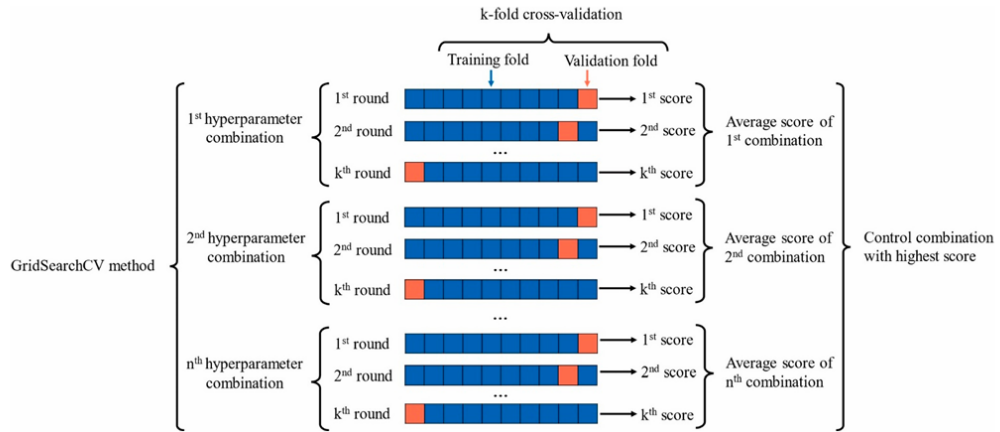 k-fold cross-validation
Training fold
Validation fold
GridSearchCV method
1st hyperparameter
combination
1st round
1st score
2nd round
2nd score
...
kth round
kth score
Average score of
1st combination
2nd hyperparameter
combination
1st round
1st score
2nd round
2nd score
...
kth round
kth score
Average score of
2nd combination
...
nth hyperparameter
combination
1st round
1st score
2nd round
2nd score
...
kth round
kth score
Average score of
nth combination
Control combination
with highest score